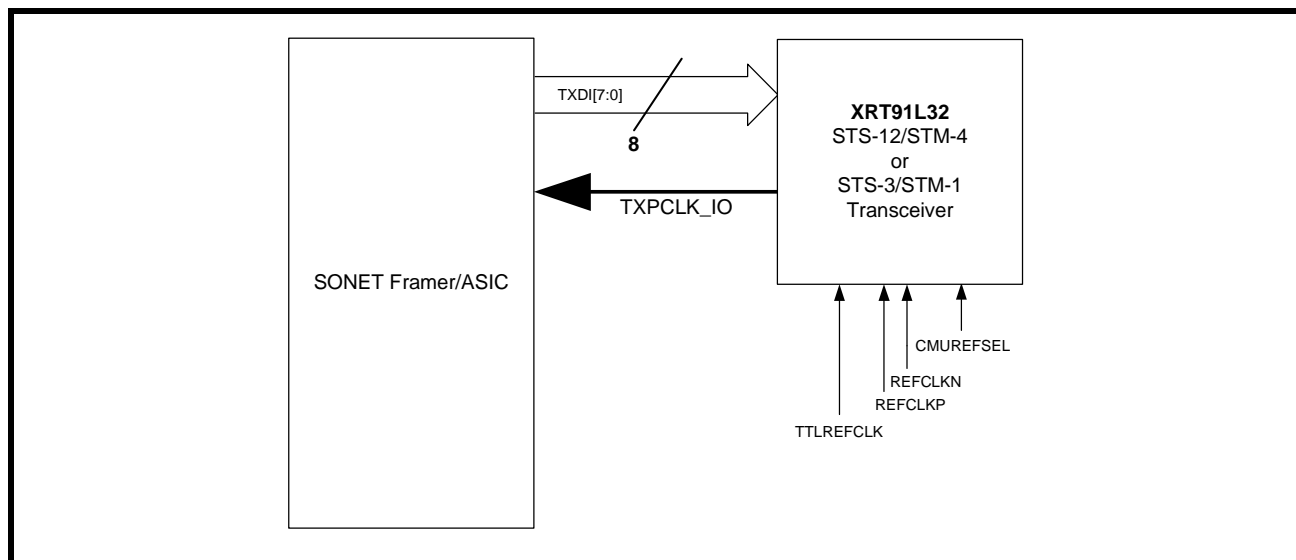 TXDI[7:0]
8
TXPCLK_IO
SONET Framer/ASIC
XRT91L32
STS-12/STM-4
or
STS-3/STM-1
Transceiver
CMUREFSEL
REFCLKN
REFCLKP
TTLREFCLK